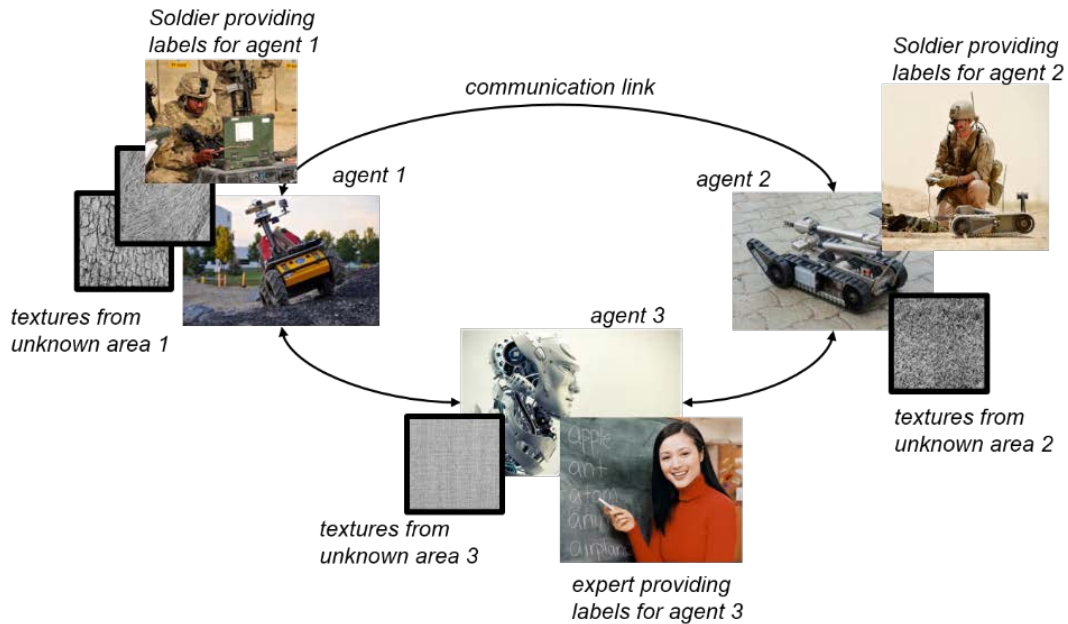 Soldier providing
labels for agent 1
Soldier providing
labels for agent 2
communication link
agent 1
agent 2
textures from
unknown area 1
agent 3
textures from
unknown area 2
apple
ant
atom
airplane
textures from
unknown area 3
expert providing
labels for agent 3